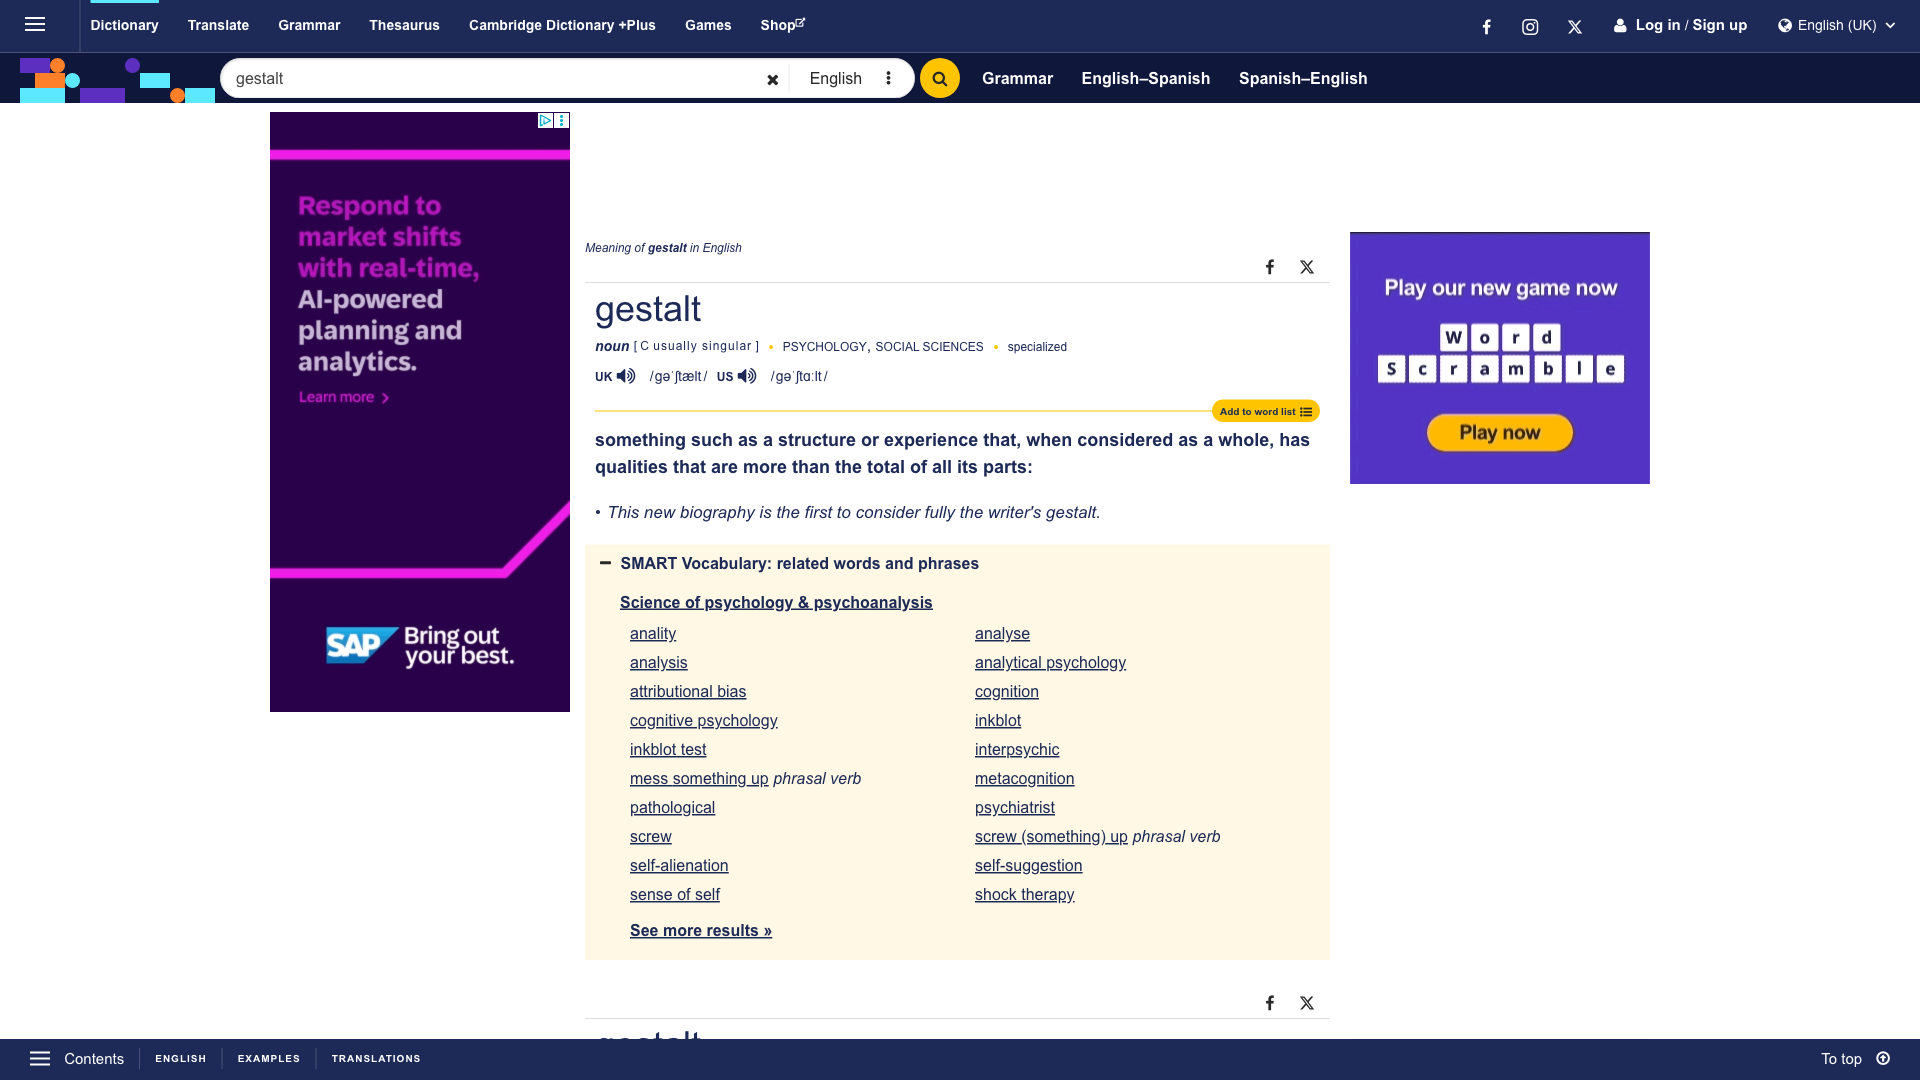 Dictionary Translate Grammar Thesaurus Cambridge Dictionary +Plus Games Shop Log in / Sign up English (UK)
gestalt English Grammar English–Spanish Spanish–English
Respond to
market shifts
with real-time,
AI-powered
planning and
analytics.
Learn more
SAP Bring out
your best.
Meaning of gestalt in English
gestalt
noun [ C usually singular ] • PSYCHOLOGY, SOCIAL SCIENCES • specialized
UK /ɡəˈʃtælt/ US /ɡəˈʃtɑːlt/
Add to word list
something such as a structure or experience that, when considered as a whole, has
qualities that are more than the total of all its parts:
• This new biography is the first to consider fully the writer's gestalt.
SMART Vocabulary: related words and phrases
Science of psychology & psychoanalysis
anality analyse
analysis analytical psychology
attributional bias cognition
cognitive psychology inkblot
inkblot test interpsychic
mess something up phrasal verb metacognition
pathological psychiatrist
screw screw (something) up phrasal verb
self-alienation self-suggestion
sense of self shock therapy
See more results »
Play our new game now
Word
Scramble
Play now
gestalt
Contents ENGLISH EXAMPLES TRANSLATIONS To top